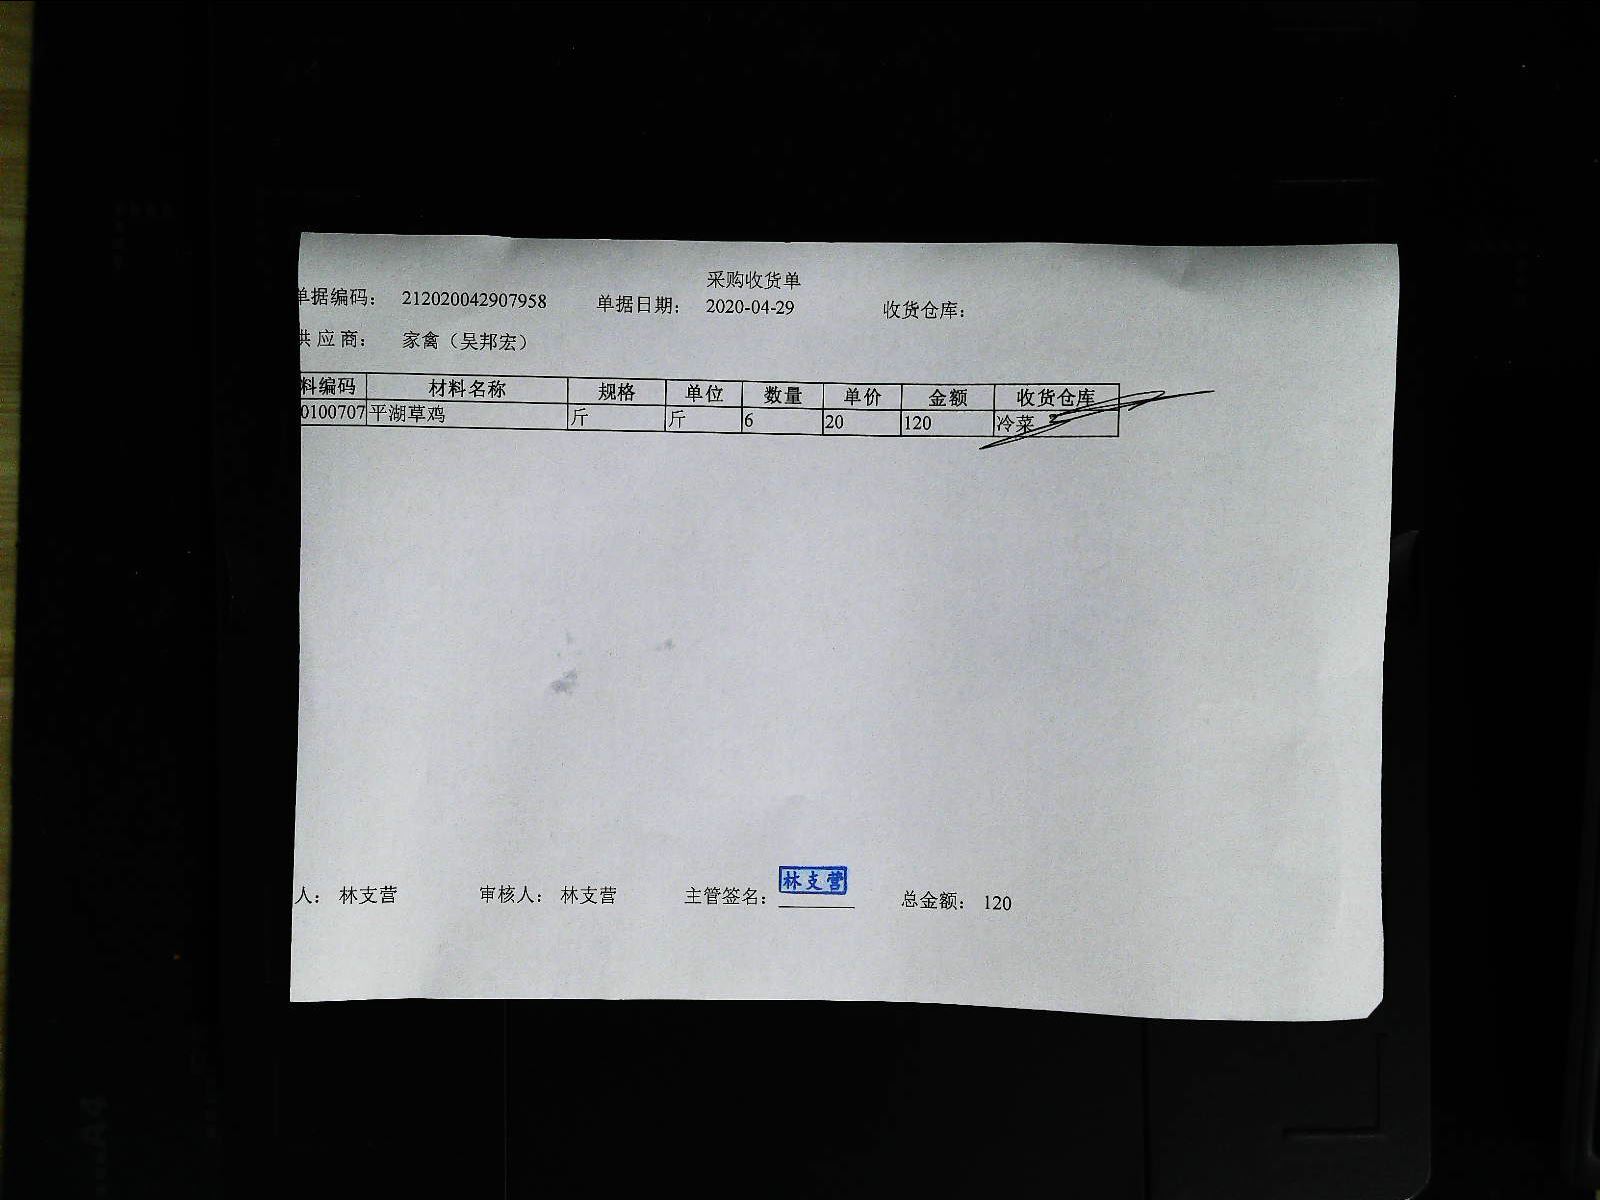 采购收货单
单据编码： 212020042907958 单据日期： 2020-04-29 收货仓库：
供应商： 家禽（吴邦宏）
料编码 材料名称 规格 单位 数量 单价 金额 收货仓库
0100707 平湖草鸡 斤 斤 6 20 120 冷菜
人： 林支营 审核人： 林支营 主管签名： 林支营 总金额： 120